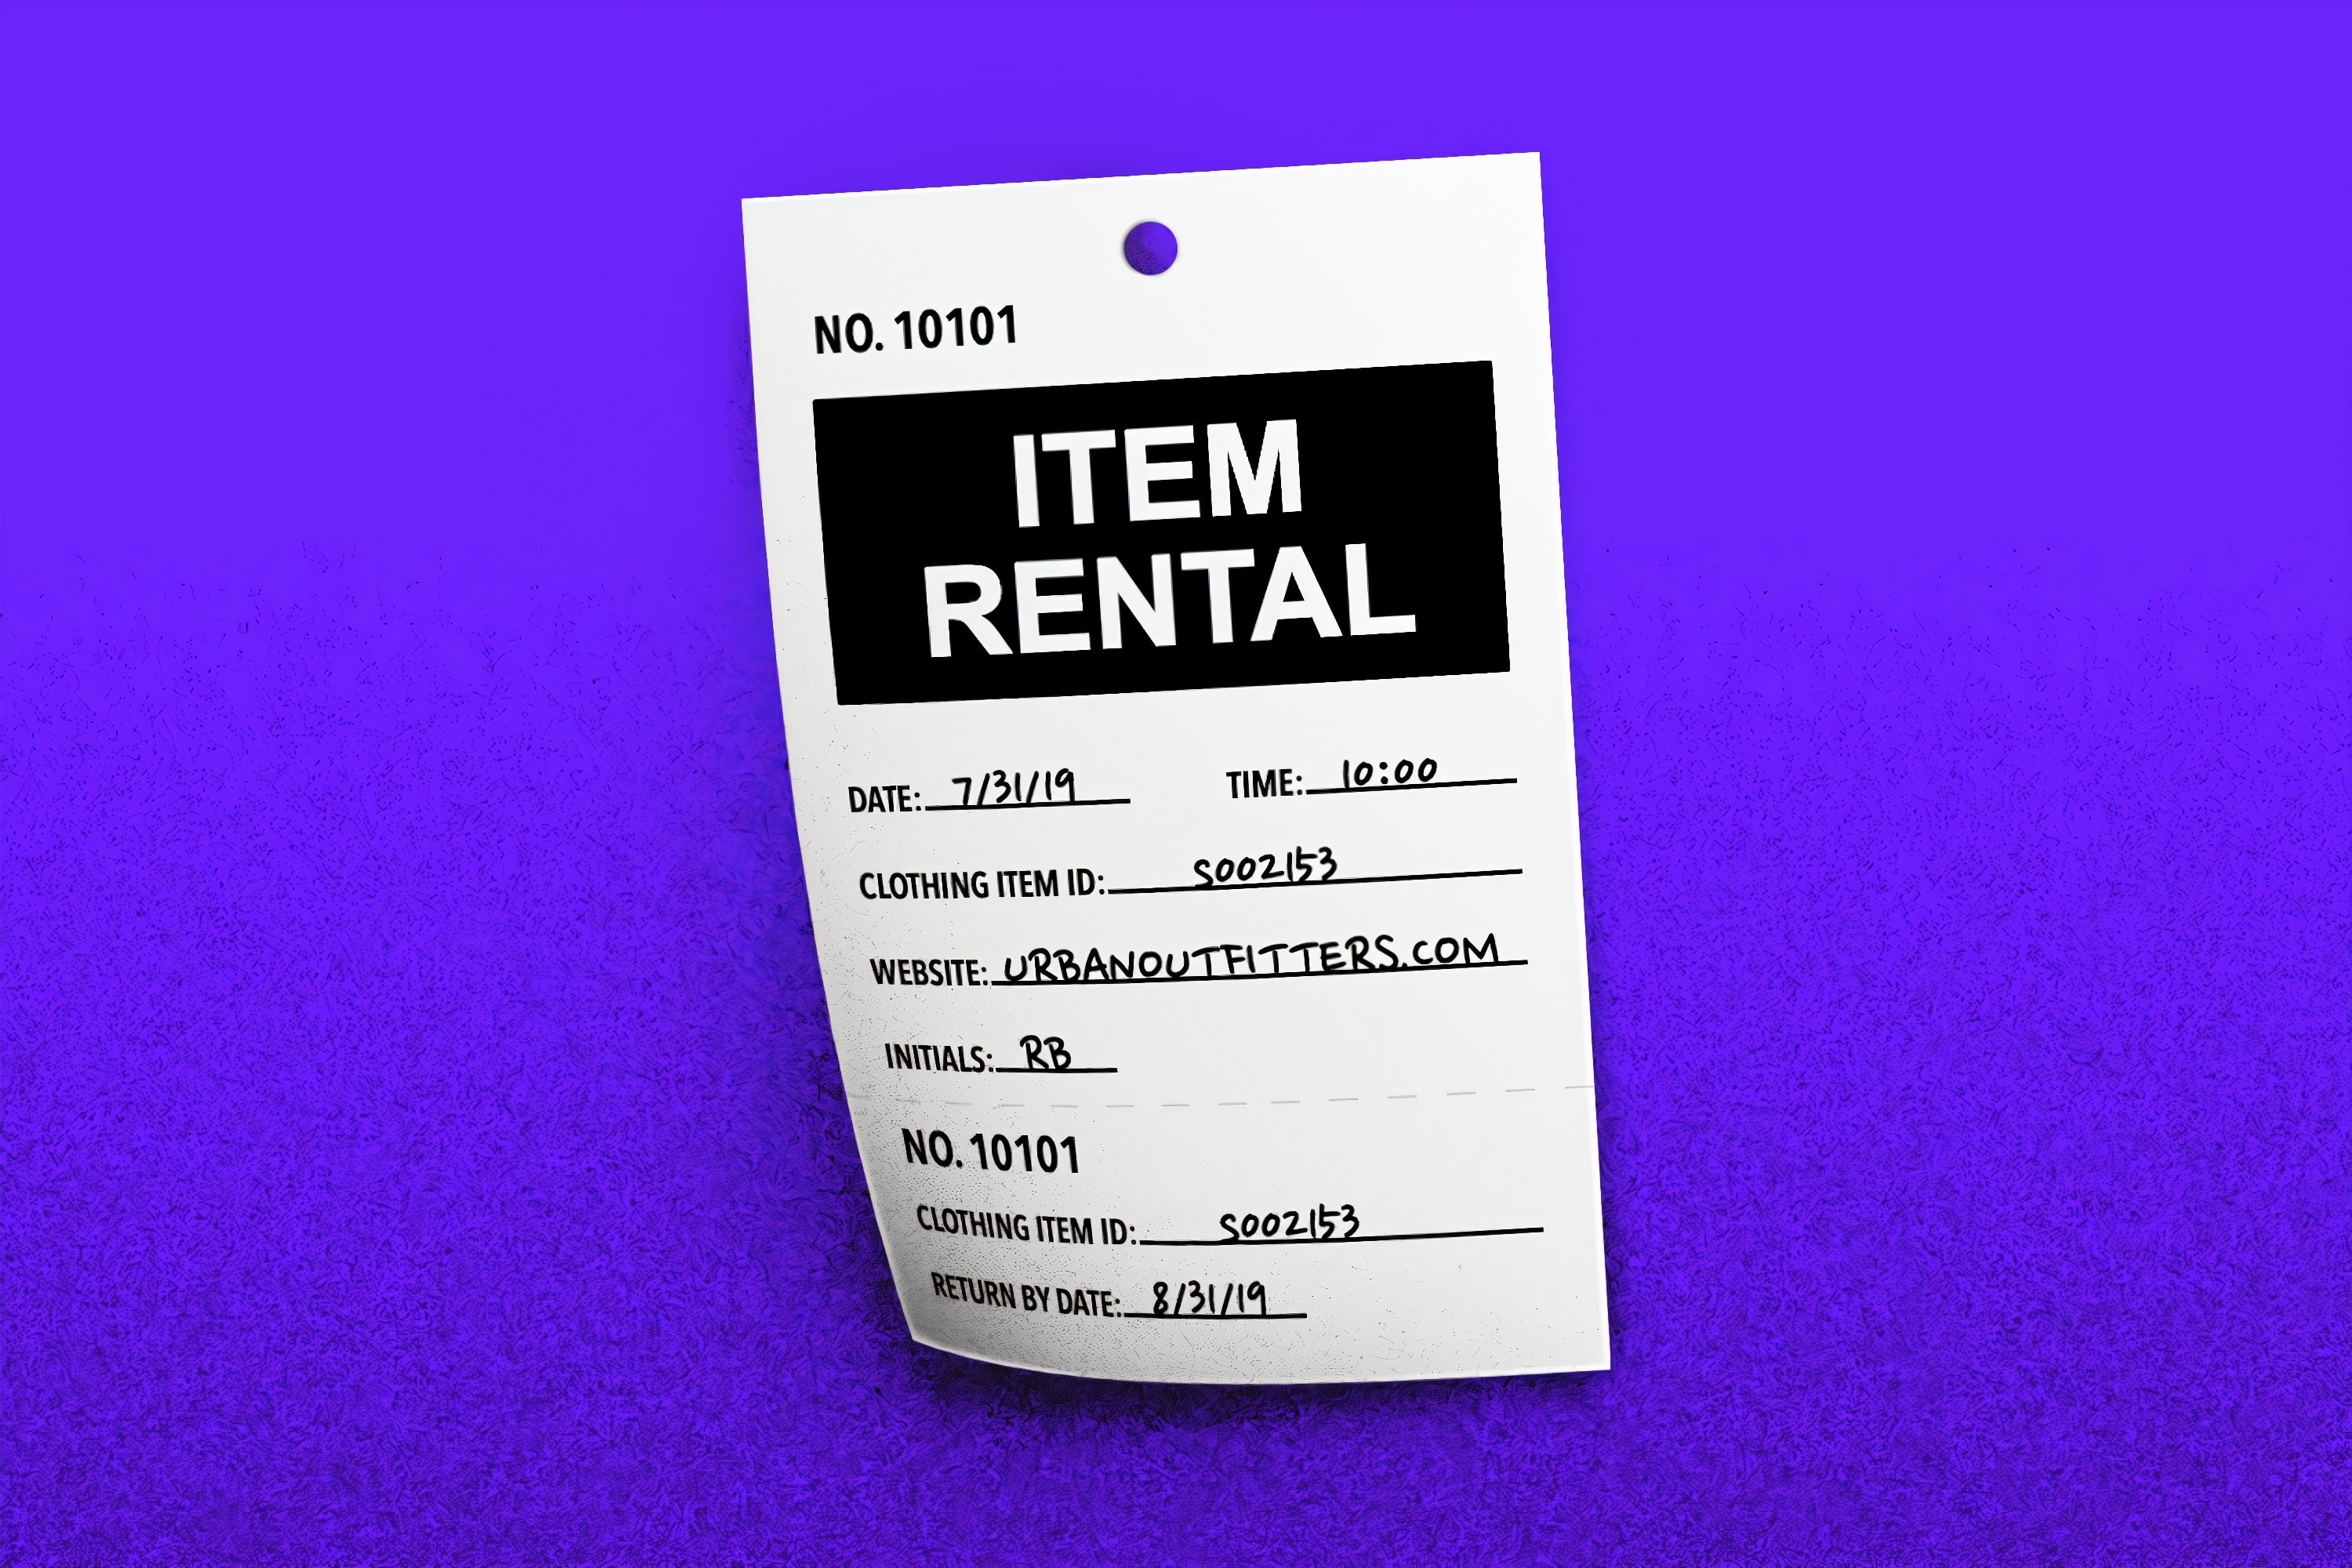 NO. 10101
ITEM
RENTAL
DATE: 7/31/19 TIME: 10:00
CLOTHING ITEM ID: S002153
WEBSITE: URBANOUTFITTERS.COM
INITIALS: RB
NO. 10101
CLOTHING ITEM ID: S002153
RETURN BY DATE: 8/31/19